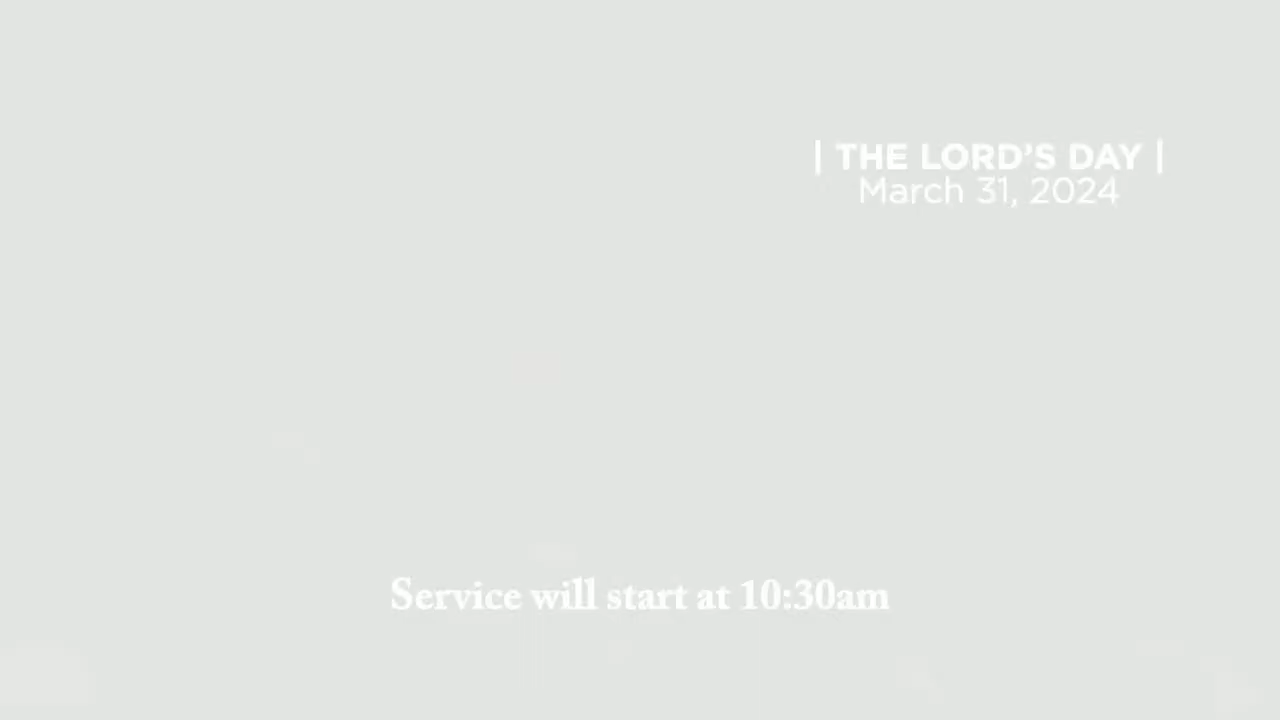 | THE LORD’S DAY |
March 31, 2024
Service will start at 10:30am